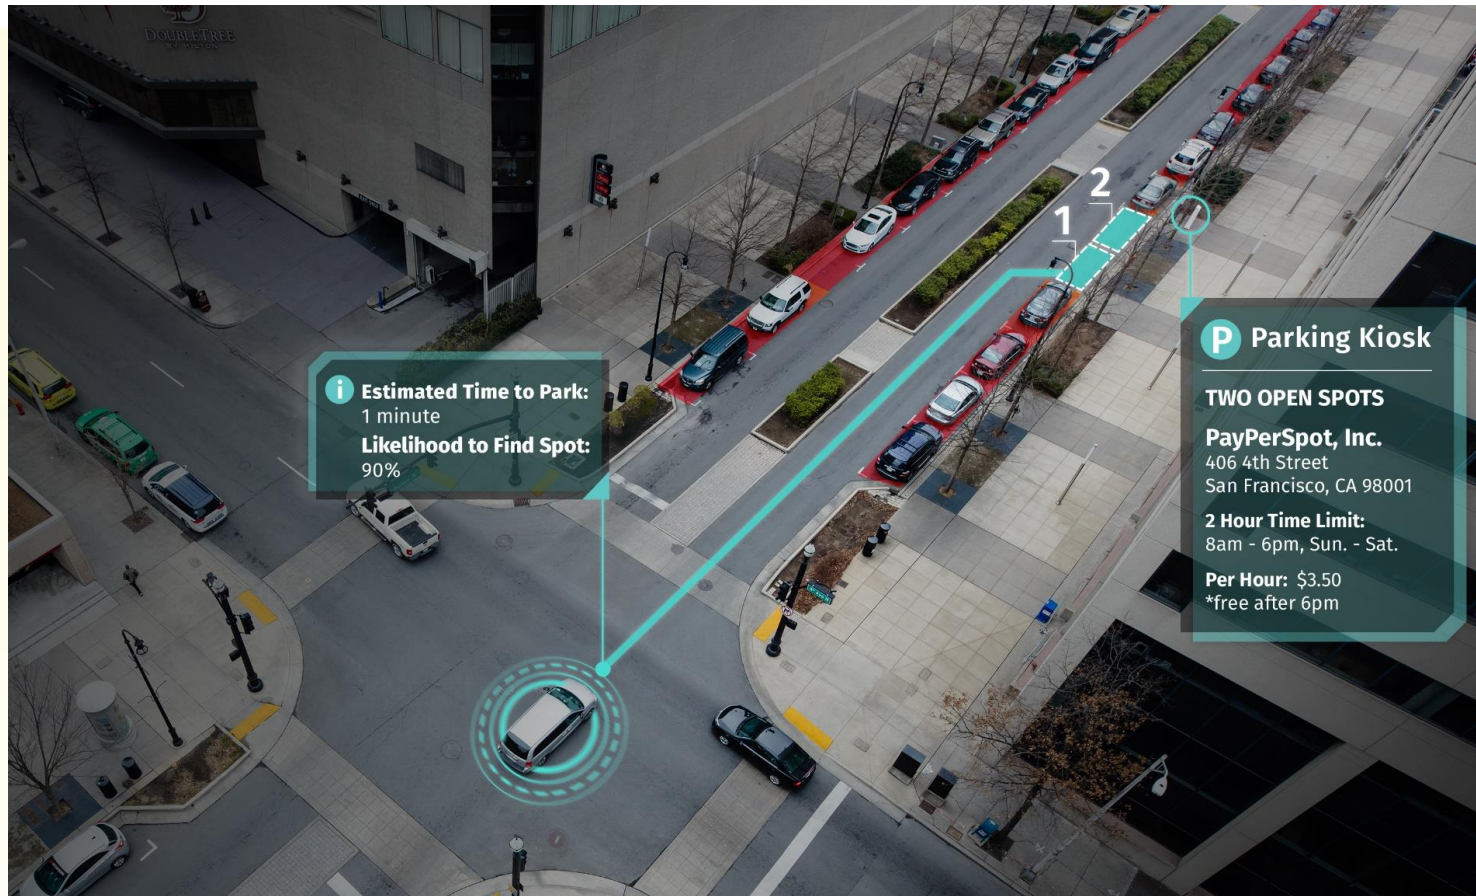 DOUBLETREE
BY HILTON
2
1
i
Estimated Time to Park:
1 minute
Likelihood to Find Spot:
90%
P Parking Kiosk
TWO OPEN SPOTS
PayPerSpot, Inc.
406 4th Street
San Francisco, CA 98001
2 Hour Time Limit:
8am - 6pm, Sun. - Sat.
Per Hour: $3.50
*free after 6pm